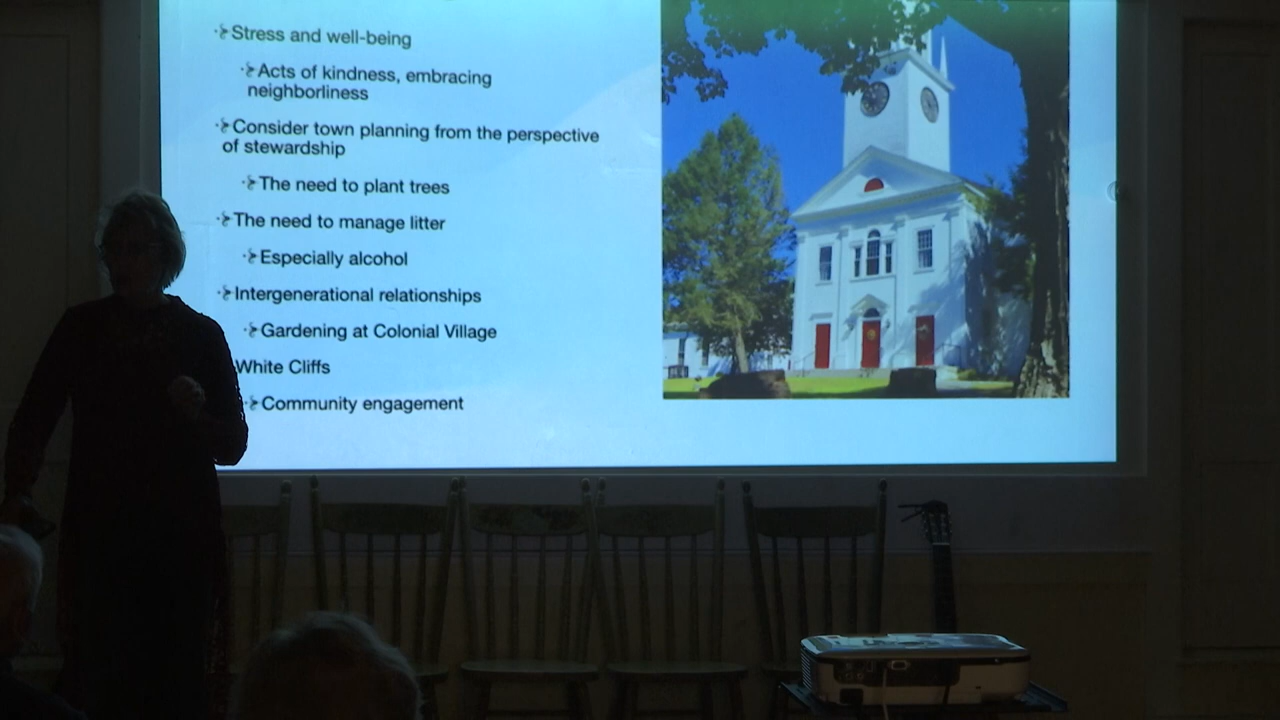 Stress and well-being
Acts of kindness, embracing
neighborliness
Consider town planning from the perspective
of stewardship
The need to plant trees
The need to manage litter
Especially alcohol
Intergenerational relationships
Gardening at Colonial Village
White Cliffs
Community engagement